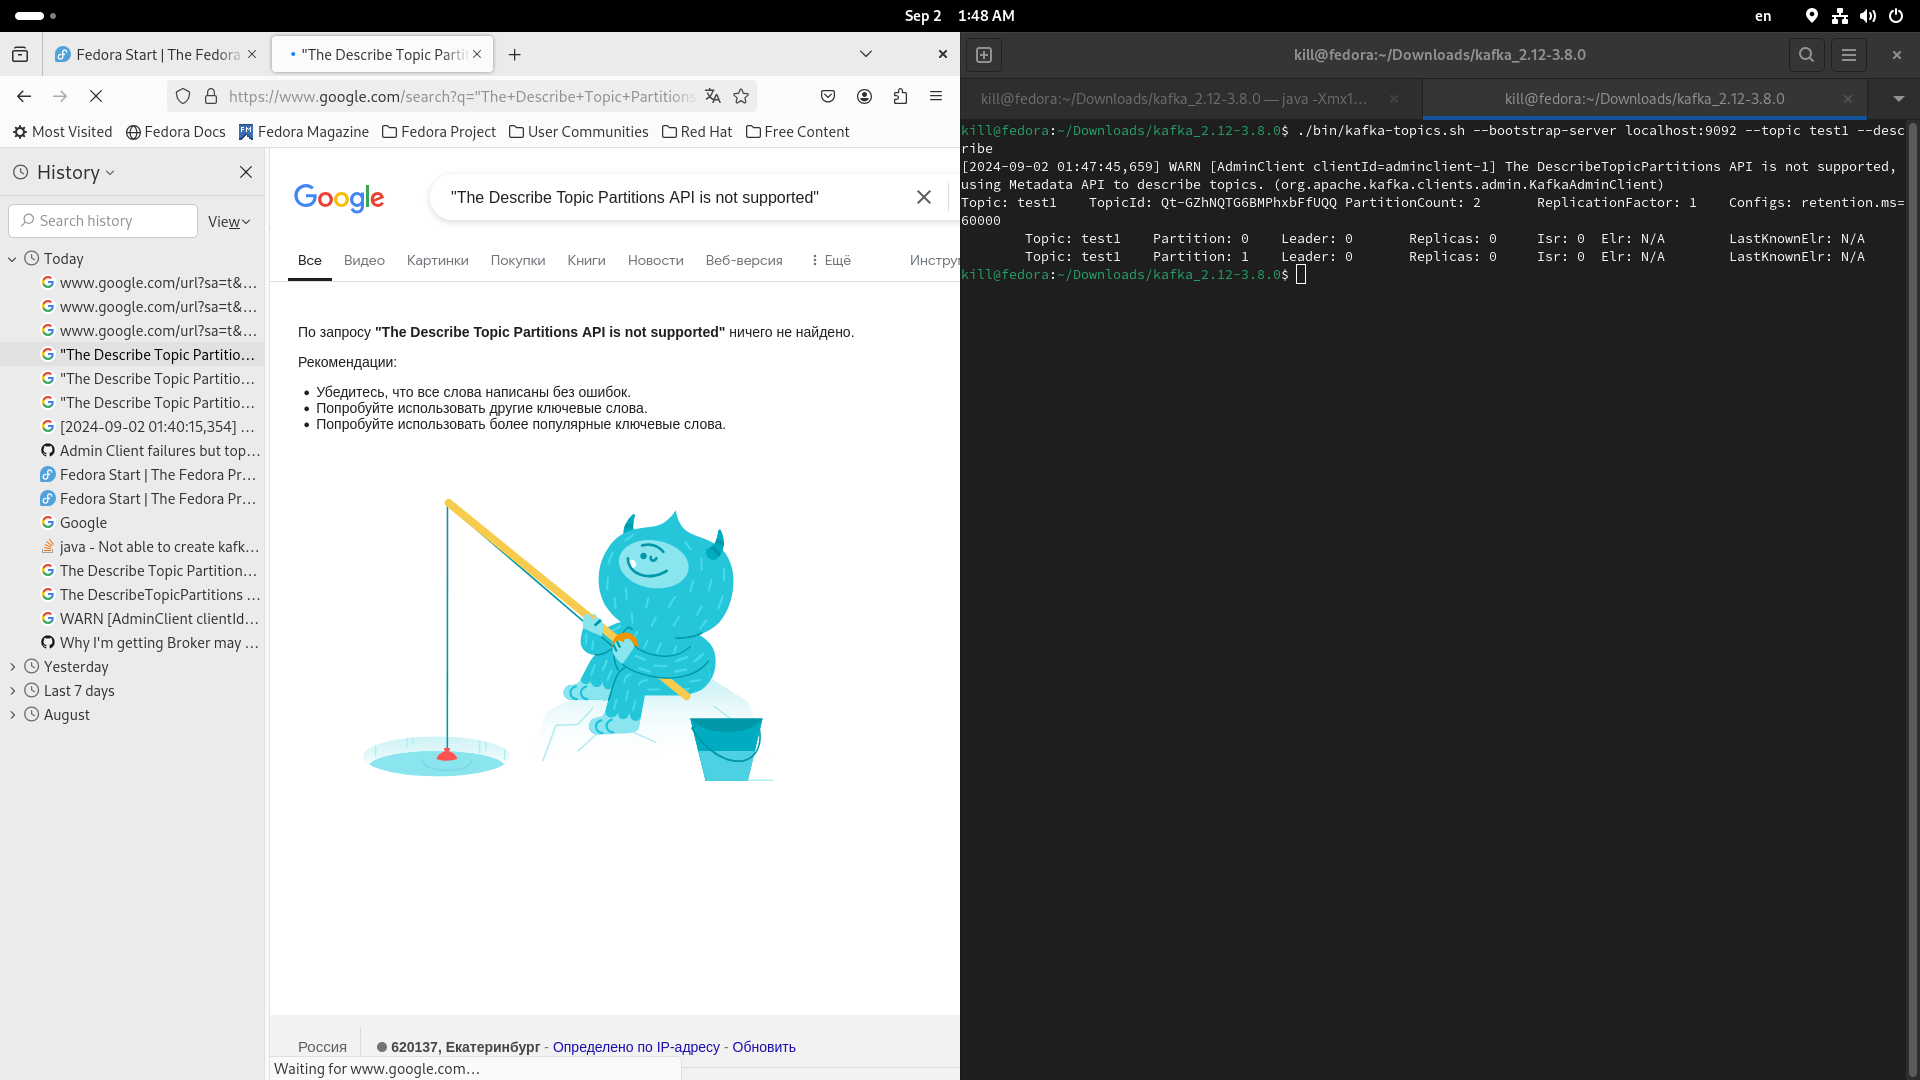 Sep 2 1:48 AM
en
Fedora Start | The Fedora
"The Describe Topic Parti
https://www.google.com/search?q="The+Describe+Topic+Partitions
Most Visited
Fedora Docs
Fedora Magazine
Fedora Project
User Communities
Red Hat
Free Content
History
Search history
View
Today
www.google.com/url?sa=t&…
www.google.com/url?sa=t&…
www.google.com/url?sa=t&…
"The Describe Topic Partitio…
"The Describe Topic Partitio…
"The Describe Topic Partitio…
[2024-09-02 01:40:15,354] …
Admin Client failures but top…
Fedora Start | The Fedora Pr…
Fedora Start | The Fedora Pr…
Google
java - Not able to create kafk…
The Describe Topic Partition…
The DescribeTopicPartitions …
WARN [AdminClient clientId…
Why I'm getting Broker may …
Yesterday
Last 7 days
August
Google
"The Describe Topic Partitions API is not supported"
Все
Видео
Картинки
Покупки
Книги
Новости
Веб-версия
Ещё
Инстру
По запросу "The Describe Topic Partitions API is not supported" ничего не найдено.
Рекомендации:
Убедитесь, что все слова написаны без ошибок.
Попробуйте использовать другие ключевые слова.
Попробуйте использовать более популярные ключевые слова.
Россия
620137, Екатеринбург - Определено по IP-адресу - Обновить
Waiting for www.google.com…
kill@fedora:~/Downloads/kafka_2.12-3.8.0
kill@fedora:~/Downloads/kafka_2.12-3.8.0 — java -Xmx1…
kill@fedora:~/Downloads/kafka_2.12-3.8.0
kill@fedora:~/Downloads/kafka_2.12-3.8.0$ ./bin/kafka-topics.sh --bootstrap-server localhost:9092 --topic test1 --desc
ribe
[2024-09-02 01:47:45,659] WARN [AdminClient clientId=adminclient-1] The DescribeTopicPartitions API is not supported,
using Metadata API to describe topics. (org.apache.kafka.clients.admin.KafkaAdminClient)
Topic: test1 TopicId: Qt-GZhNQTG6BMPhxbFfUQQ PartitionCount: 2 ReplicationFactor: 1 Configs: retention.ms=
60000
Topic: test1 Partition: 0 Leader: 0 Replicas: 0 Isr: 0 Elr: N/A LastKnownElr: N/A
Topic: test1 Partition: 1 Leader: 0 Replicas: 0 Isr: 0 Elr: N/A LastKnownElr: N/A
kill@fedora:~/Downloads/kafka_2.12-3.8.0$